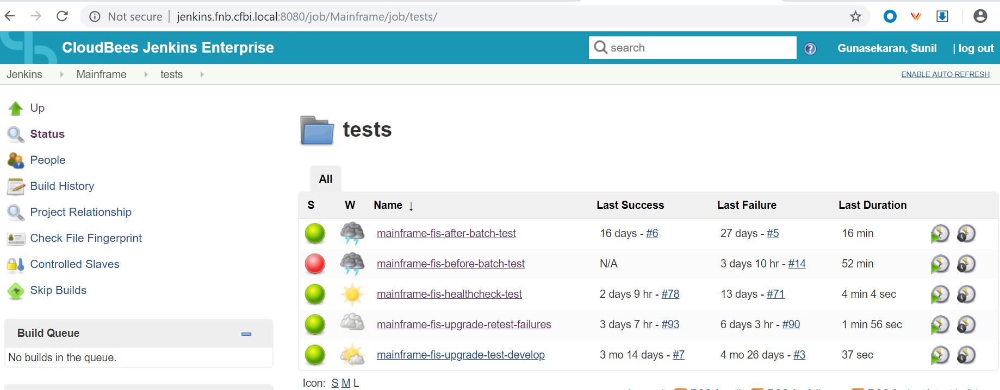 Not secure | jenkins.fnb.cfbi.local:8080/job/Mainframe/job/tests/
CloudBees Jenkins Enterprise
search
?
Gunasekaran, Sunil
| log out
Jenkins
Mainframe
tests
ENABLE AUTO REFRESH
Up
Status
People
Build History
Project Relationship
Check File Fingerprint
Controlled Slaves
Skip Builds
Build Queue
No builds in the queue.
tests
All
S W Name ↓ Last Success Last Failure Last Duration
mainframe-fis-after-batch-test 16 days - #6 27 days - #5 16 min
mainframe-fis-before-batch-test N/A 3 days 10 hr - #14 52 min
mainframe-fis-healthcheck-test 2 days 9 hr - #78 13 days - #71 4 min 4 sec
mainframe-fis-upgrade-retest-failures 3 days 7 hr - #93 6 days 3 hr - #90 1 min 56 sec
mainframe-fis-upgrade-test-develop 3 mo 14 days - #7 4 mo 26 days - #3 37 sec
Icon: S M L